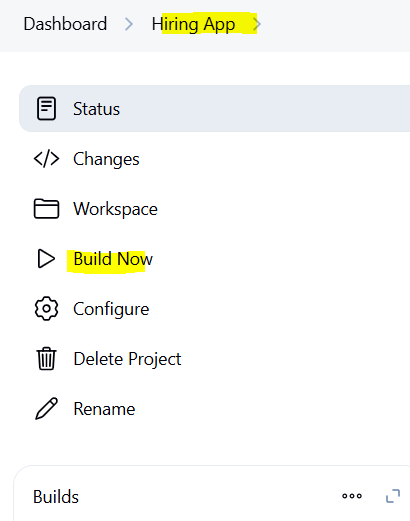 Dashboard > Hiring App >
Status
Changes
Workspace
Build Now
Configure
Delete Project
Rename
Builds